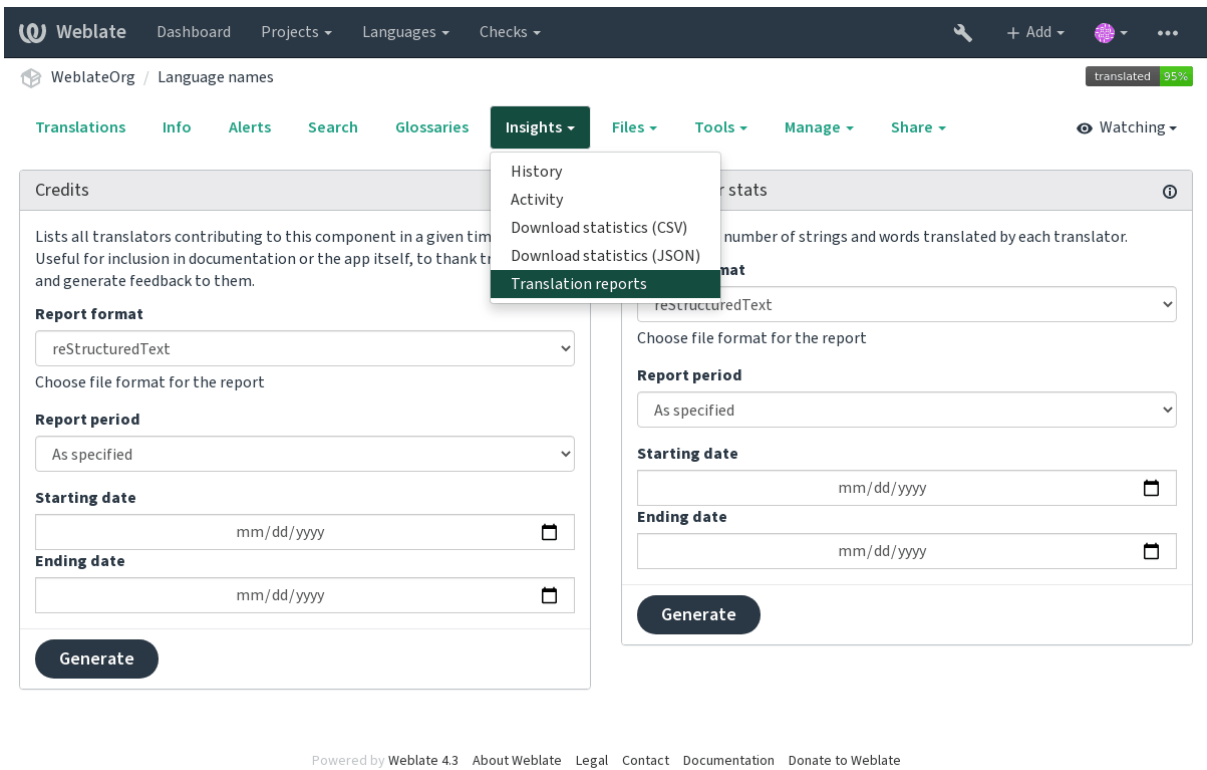 Weblate Dashboard Projects Languages Checks + Add
WeblateOrg / Language names translated 95%
Translations Info Alerts Search Glossaries Insights Files Tools Manage Share Watching
History
Activity
Download statistics (CSV)
Download statistics (JSON)
Translation reports
Credits
Lists all translators contributing to this component in a given
Useful for inclusion in documentation or the app itself, to thank
and generate feedback to them.
Report format
reStructuredText
Choose file format for the report
Report period
As specified
Starting date
mm/dd/yyyy
Ending date
mm/dd/yyyy
Generate
stats
number of strings and words translated by each translator.
reStructuredText
Choose file format for the report
Report period
As specified
Starting date
mm/dd/yyyy
Ending date
mm/dd/yyyy
Generate
Powered by Weblate 4.3 About Weblate Legal Contact Documentation Donate to Weblate